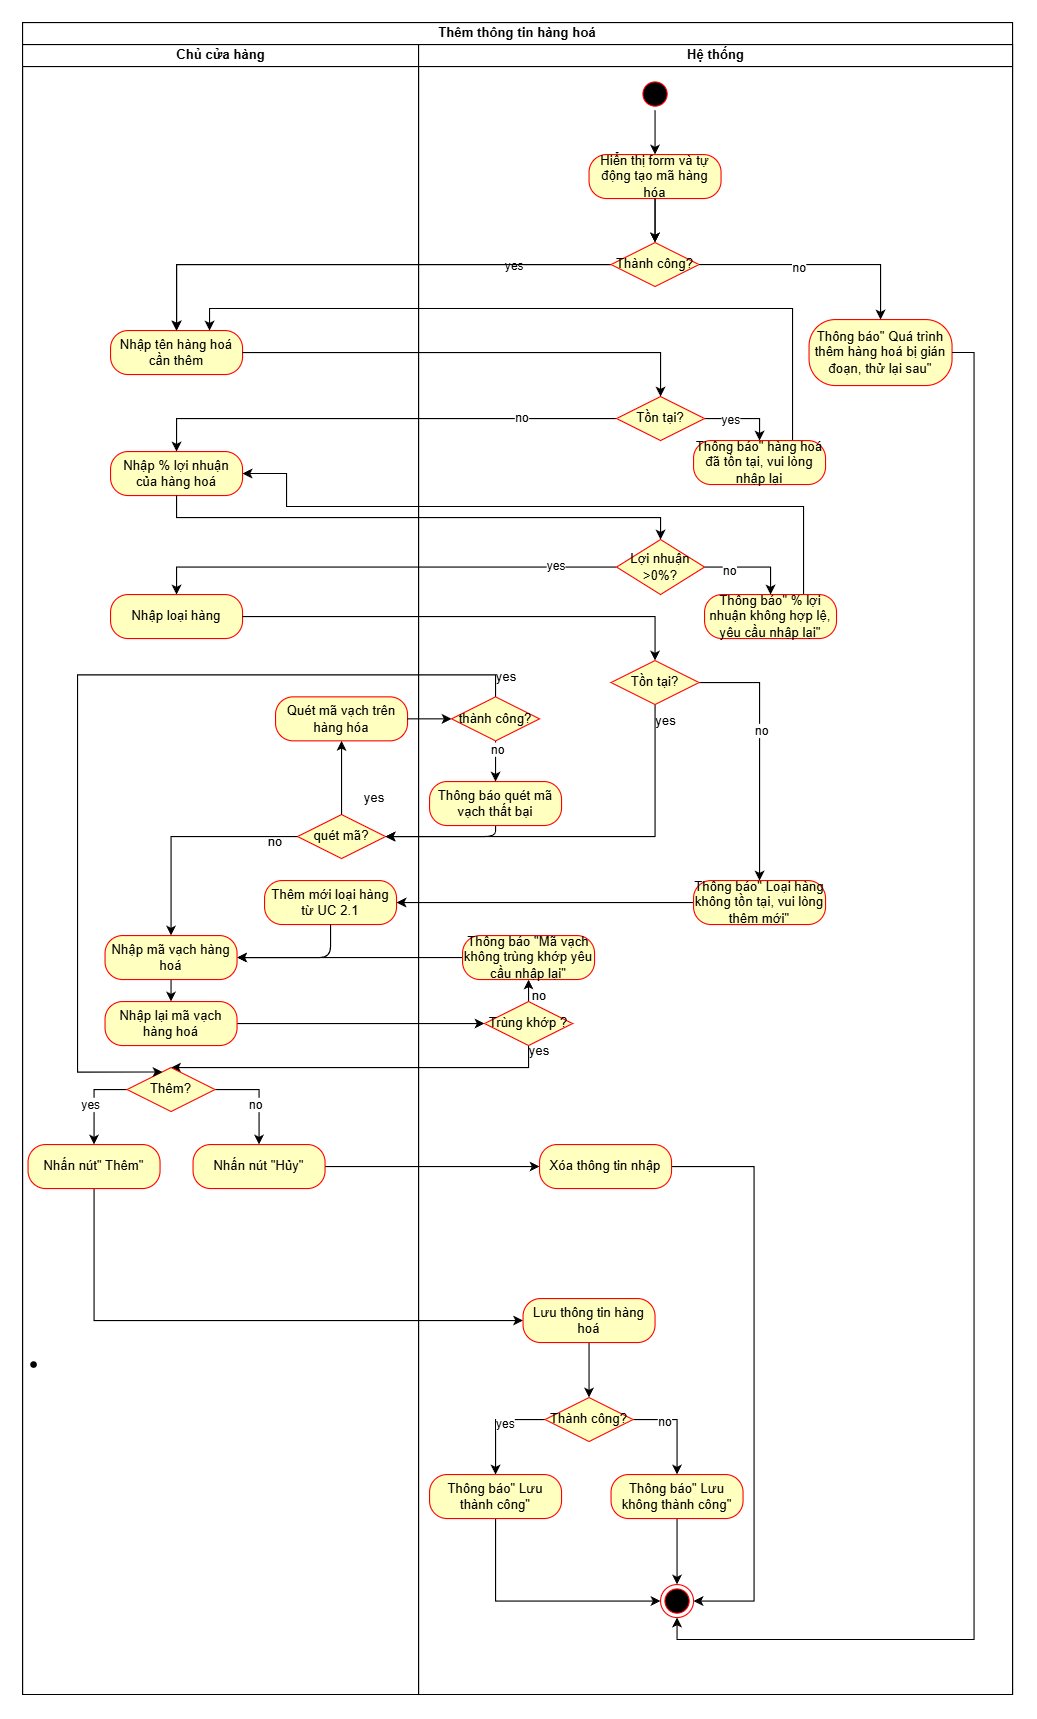 Thêm thông tin hàng hoá
Chủ cửa hàng
Hệ thống
Hiển thị form và tự
động tạo mã hàng
hóa
Thành công?
yes
no
Nhập tên hàng hoá
cần thêm
Thông báo" Quá trình
thêm hàng hoá bị gián
đoạn, thử lại sau"
Tồn tại?
no
yes
Thông báo" hàng hoá
đã tồn tại, vui lòng
nhập lại
Nhập % lợi nhuận
của hàng hoá
Lợi nhuận
>0%?
yes
no
Thông báo" % lợi
nhuận không hợp lệ,
yêu cầu nhập lại"
Nhập loại hàng
Tồn tại?
yes
no
yes
Quét mã vạch trên
hàng hóa
thành công?
no
Thông báo quét mã
vạch thất bại
yes
quét mã?
no
Thêm mới loại hàng
từ UC 2.1
Thông báo" Loại hàng
không tồn tại, vui lòng
thêm mới"
Nhập mã vạch hàng
hoá
Thông báo "Mã vạch
không trùng khớp yêu
cầu nhập lại"
no
Nhập lại mã vạch
hàng hoá
Trùng khớp ?
yes
Thêm?
yes
no
Nhấn nút" Thêm"
Nhấn nút "Hủy"
Xóa thông tin nhập
Lưu thông tin hàng
hoá
Thành công?
yes
no
Thông báo" Lưu
thành công"
Thông báo" Lưu
không thành công"